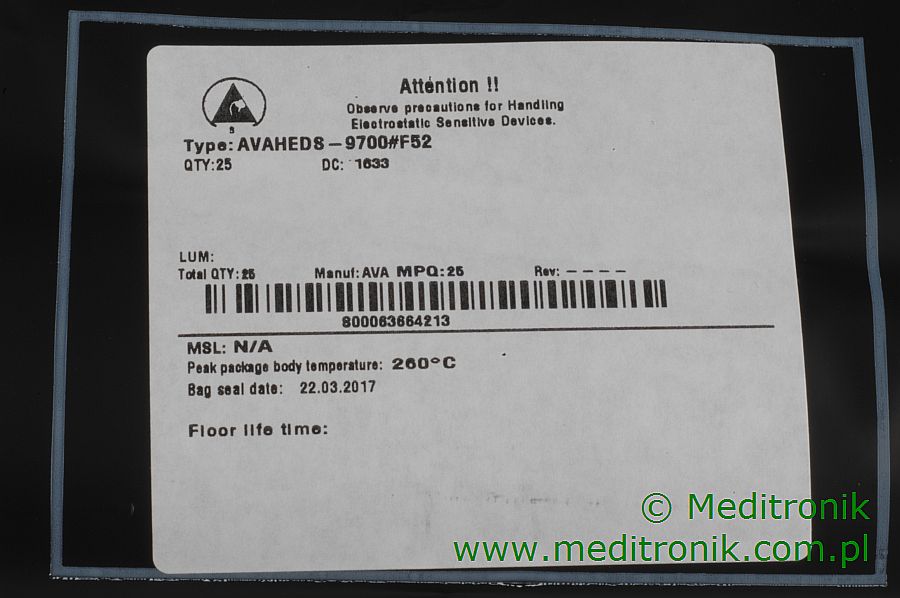 Attention !!
Observe precautions for Handling
Electrostatic Sensitive Devices.
S
Type: AVAHEDS-9700#F52
QTY:25 DC: 1633
LUM:
Total QTY: 25 Manuf: AVA MPQ: 25 Rev: ----
800063664213
MSL: N/A
Peak package body temperature: 260°C
Bag seal date: 22.03.2017
Floor life time:
© Meditronik
www.meditronik.com.pl